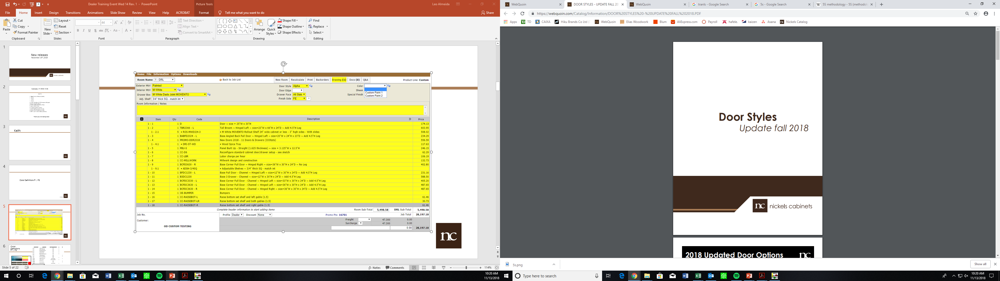 Dealer Training Event Wed 14 Rev. 1 - PowerPoint
Picture Tools
Leo Almeida
File Home Insert Design Transitions Animations Slide Show Review View Help ACROBAT Format Tell me what you want to do Share
Paste
Cut
Copy
Format Painter
Clipboard
New Slide
Layout
Reset
Section
Slides
44
Font
Text Direction
Align Text
Convert to SmartArt
Paragraph
Arrange
Quick Styles
Shape Fill
Shape Outline
Shape Effects
Drawing
Find
Replace
Select
Editing
1
New releases
November 14th,2018
nickels cabinets
2
3
Keith
4
Color Definitions P1 / P2
5
6
Color Definitions P1 / P2
Home File Information Options Downloads
Room Name 1 - DRL Back to Job List New Room Recalculate Print Backorders Drawing (1) Docs (0) Q&A Product Line: Custom
Exterior Mtrl Painted Door Style Alpha Color
Interior Mtrl M White Door Edge Sheen
Drawer Box M White Dado Joint MOVENTO Drawer Face All Slab Special Finish
Custom Paint 1
Custom Paint 2
Adj. Shelf 3/4" thick SQ - match int Finish Side FE
Room Information / Notes
Item Qty Code Description Price
1 - 1 1 D Door ~ size = 25"W x 30"H 174.13
1 - 2 1 TBR2366 - L Tall Broom ~ Hinged Left ~ size=23"W x 66"H x 24"D ~ Add 4.5"H Leg 603.95
1 - 2.1 5 • ROS-MWDJ24-3 • M White MOVENTO Rollout Shelf 24" wide cabinet or less - 3" high sides - With slides 508.02
1 - 3 1 BABFD2024 - L Base Angled Back Full Door ~ Hinged Left ~ size=20"W x 24"H x 23"D ~ Add 4.5"H Leg 234.29
1 - 4 1 PROMO-DDR2018 New Doors 2018 - 11 Doors & Drawers (3339pts) 556.59
1 - 4.1 1 • DRI-ST-WD • Wood Spice Tray 117.63
1 - 5 1 PBU-S Panel Built Up - Straight (1.625 thickness) ~ size = 3.125"W x 12.5"H 246.15
1 - 6 1 CC-D6 Reconfigure standard cabinet door/drawer setup - see sketch 62.29
1 - 7 1 CC-LBR Labor charge per hour 106.19
1 - 8 1 CC-MILLWORK Millwork design and construction 132.73
1 - 9 1 BCFD3630 - R Base Corner Full Door ~ Hinged Right ~ size=36"W x 30"H x 24"D ~ No Leg 402.80
1 - 9.1 0 • ADSH-3/4SQ • Adjustable Shelves ~ 3/4" thick SQ - match int
1 - 10 1 BFDC1230 - L Base Full Door - Channel ~ Hinged Left ~ size=12"W x 30"H x 24"D ~ Add 4.5"H Leg 231.16
1 - 11 1 B3DC1230 Base 3 Drawer - Channel ~ size=12"W x 30"H x 24"D ~ Add 4.5"H Leg 588.50
1 - 12 1 BCFDC3330 - L Base Corner Full Door - Channel ~ Hinged Left ~ size=33"W x 30"H x 24"D ~ Add 4.5"H Leg 405.20
1 - 13 1 BCFDC3630 - L Base Corner Full Door - Channel ~ Hinged Left ~ size=36"W x 30"H x 24"D ~ Add 4.5"H Leg 487.65
1 - 14 1 BCFDC3630 - R Base Corner Full Door - Channel ~ Hinged Right ~ size=36"W x 30"H x 24"D ~ Add 4.5"H Leg 487.65
1 - 15 1 OE-BUMPER Bumpers
1 - 16 1 CC-RAISEBOT-L Raise bottom set shelf and left gable (1.5) 61.46
1 - 17 1 CC-RAISEBOT-LR Raise bottom set shelf and both gables (1.5) 30.73
1 - 18 1 CC-RAISEBOT-R Raise bottom set shelf and right gable (1.5) 61.46
Complete header information to start adding items Room Sub-Total 5,498.58 DRL Sub-Total 5,498.58
Job No. Profile Dealer Discount None Promo Pts: 16701 Job Total 28,197.18
Customer: Freight 47.300 0.00
Surcharge 47.300 0.00
OD CUSTOM TESTING
0.00 28,197.18
nc
Slide 5 of 22
Notes
Comments
114%
10:20 AM
11/13/2018
WebQuoin
DOOR STYLES - UPDATE FALL 20
WebQuoin
tranls - Google Search
5s - Google Search
5S methodology - 5S (methodol
https://webquoin.com/Catalog/Information/DOOR%20STYLES%20-%20UPDATE%20FALL%202018.PDF
Apps TD CAIXA Hiku Brands Co Ltd WebQuoin Elias Woodwork Blum AliExpress.com Payroll hafele. kaizen Asana Nickels Catalog
Door Styles
Update fall 2018
nc nickels cabinets
2018 Updated Door Options nc
5s.png
Show all
Type here to search
10:20 AM
11/13/2018